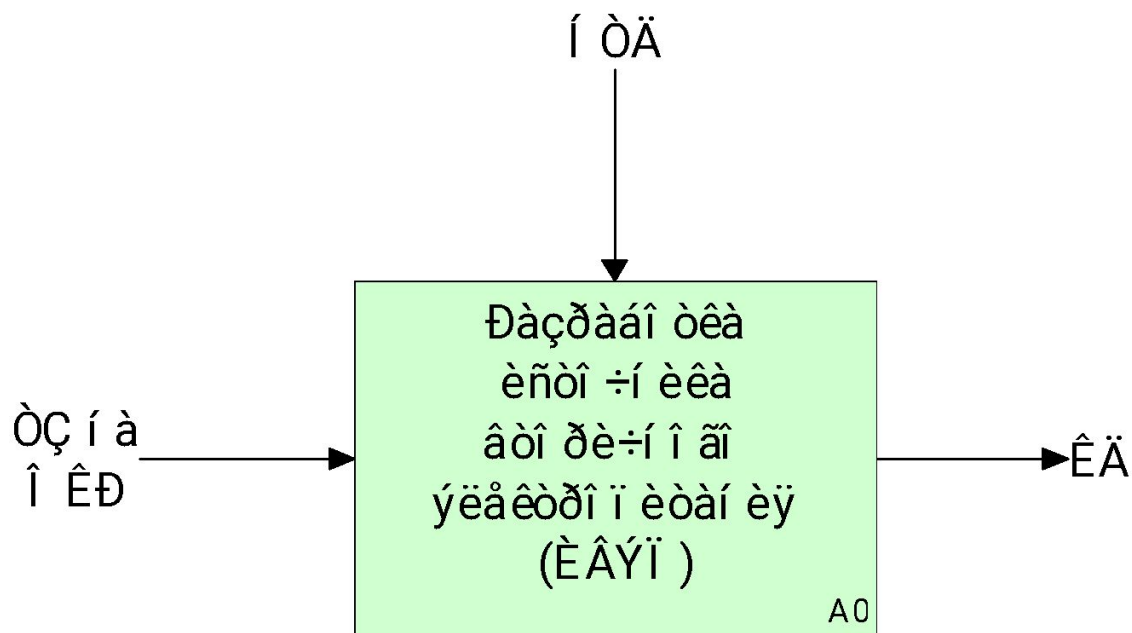 Í ÒÄ
Ðàçðàáî òêà
èñòî ÷í èêà
âòî ðè÷í î ãî
ýëåêòðî ï èòàí èÿ
(ÈÂÝÏ )
ÒÇ í à
Î ÊÐ
ÊÄ
A0